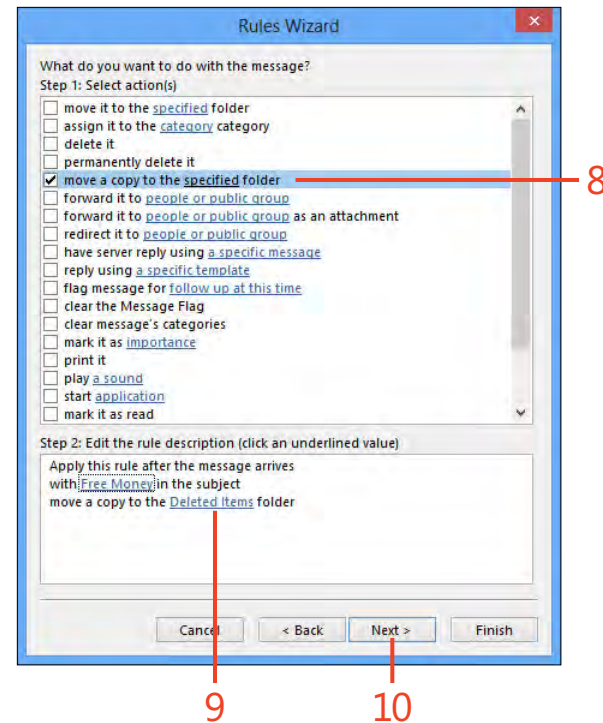 Rules Wizard
What do you want to do with the message?
Step 1: Select action(s)
move it to the specified folder
assign it to the category category
delete it
permanently delete it
move a copy to the specified folder
8
forward it to people or public group
forward it to people or public group as an attachment
redirect it to people or public group
have server reply using a specific message
reply using a specific template
flag message for follow up at this time
clear the Message Flag
clear message's categories
mark it as importance
print it
play a sound
start application
mark it as read
Step 2: Edit the rule description (click an underlined value)
Apply this rule after the message arrives
with Free Money in the subject
move a copy to the Deleted Items folder
Cancel < Back Next > Finish
9 10